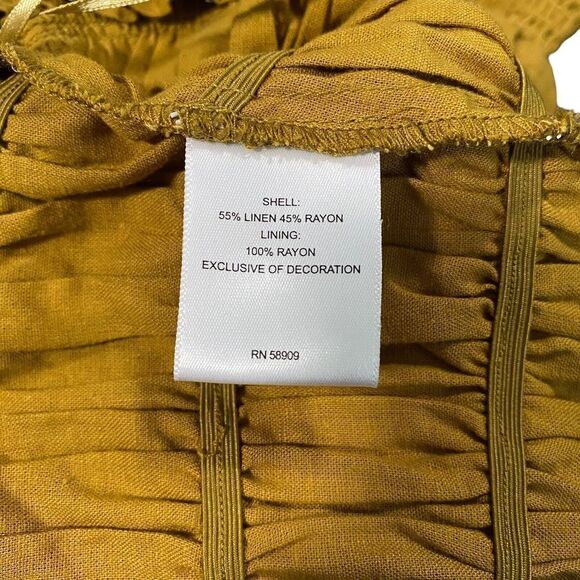 SHELL:
55% LINEN 45% RAYON
LINING:
100% RAYON
EXCLUSIVE OF DECORATION
RN 58909